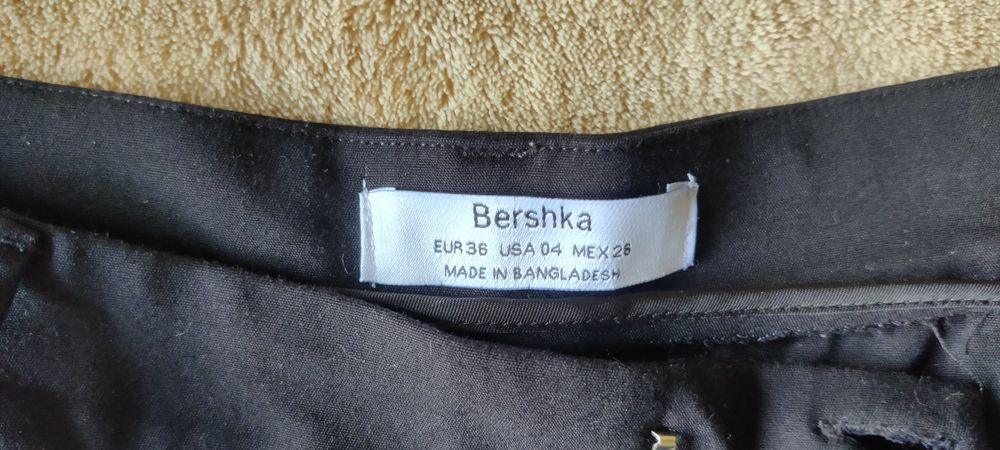 Bershka
EUR 36 USA 04 MEX 26
MADE IN BANGLADESH